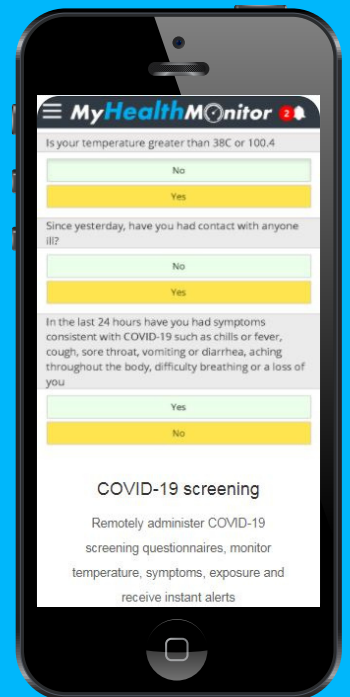 MyHealthMonitor 2
Is your temperature greater than 38C or 100.4
No
Yes
Since yesterday, have you had contact with anyone
ill?
No
Yes
In the last 24 hours have you had symptoms
consistent with COVID-19 such as chills or fever,
cough, sore throat, vomiting or diarrhea, aching
throughout the body, difficulty breathing or a loss of
you
Yes
No
COVID-19 screening
Remotely administer COVID-19
screening questionnaires, monitor
temperature, symptoms, exposure and
receive instant alerts